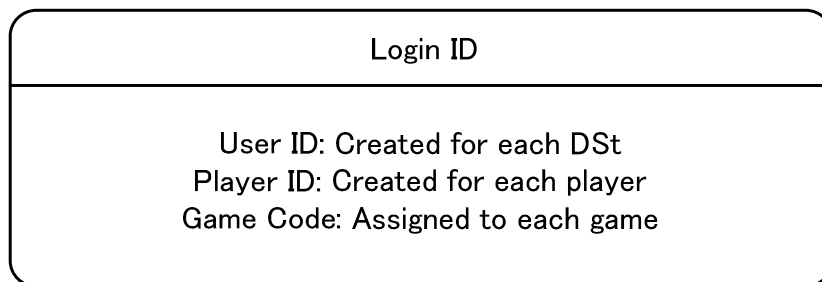 Login ID
User ID: Created for each DSt
Player ID: Created for each player
Game Code: Assigned to each game